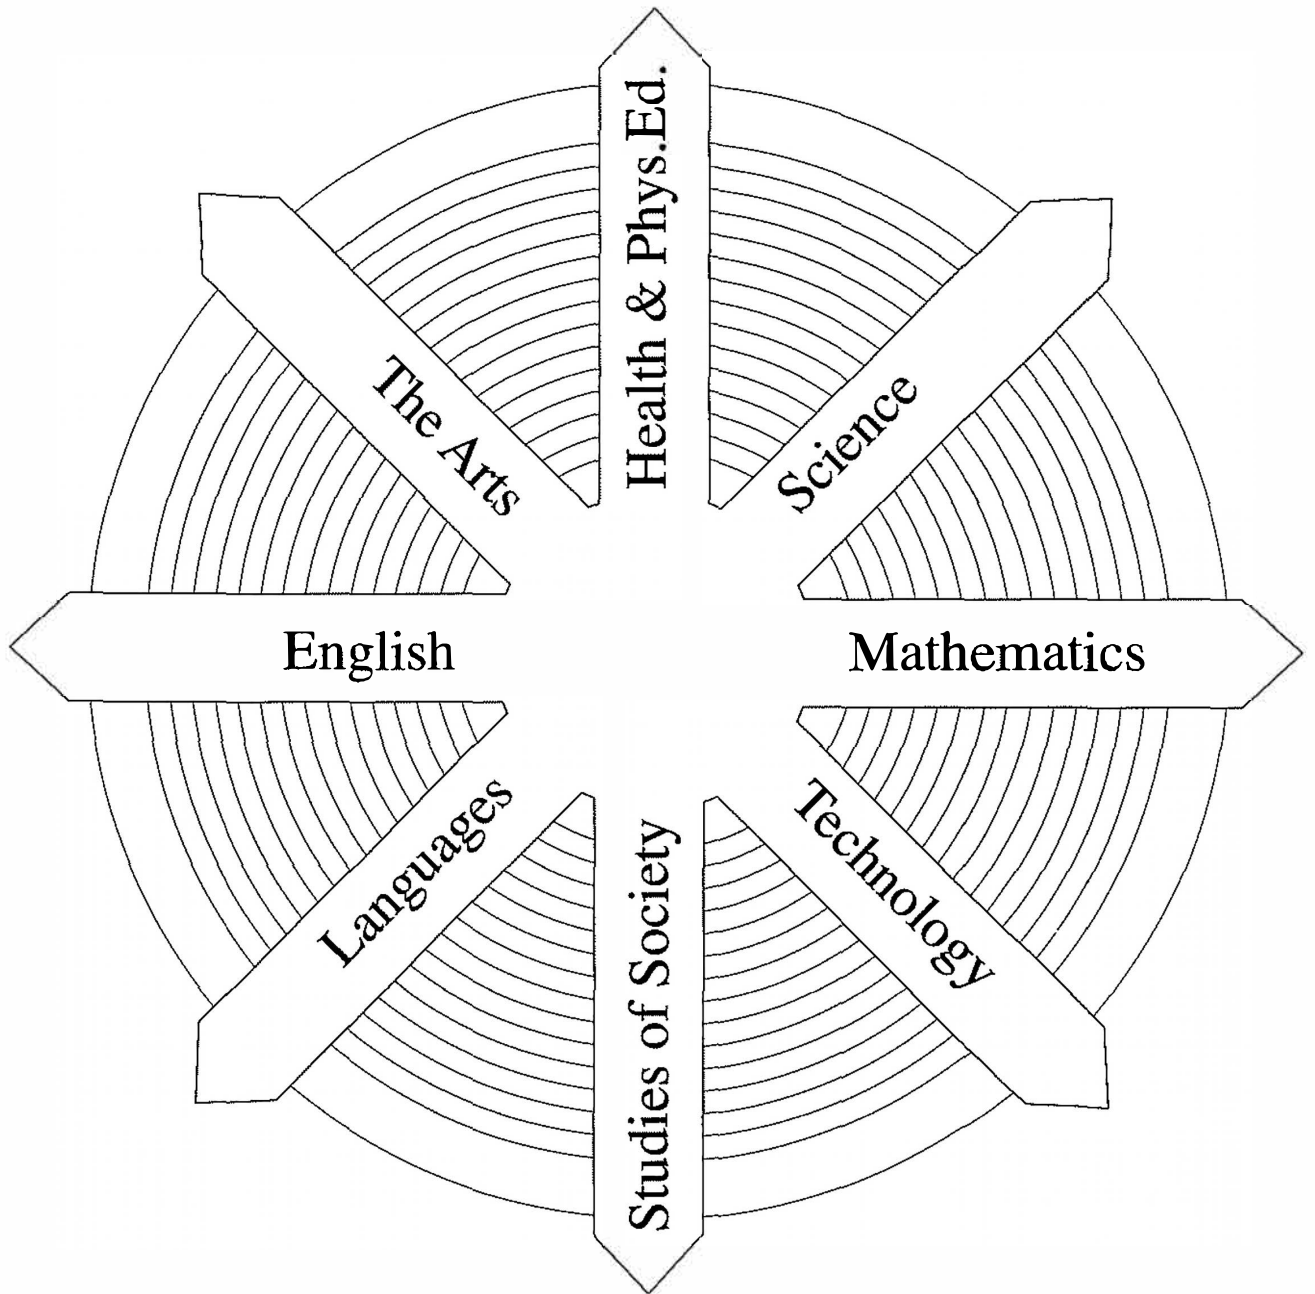 Health & Phys.Ed.
The Arts
Science
English
Mathematics
Languages
Technology
Studies of Society